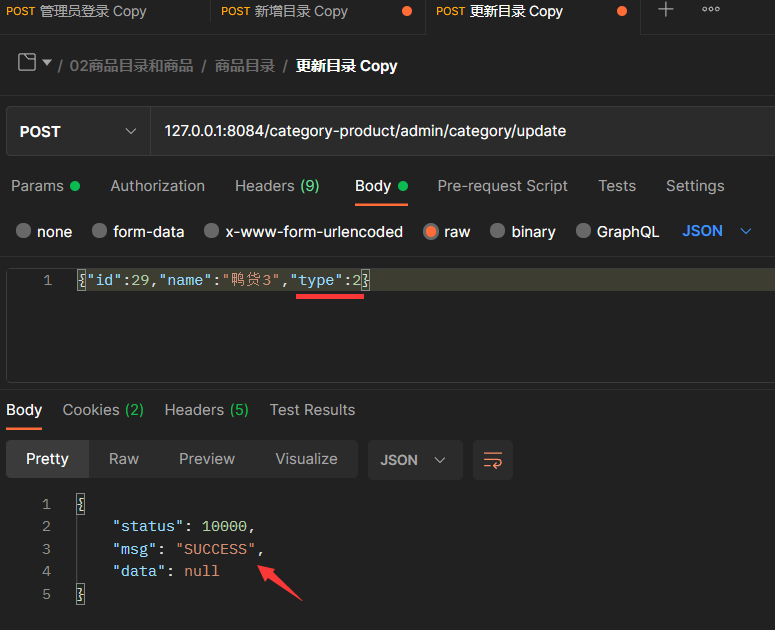 POST 管理员登录 Copy POST 新增目录 Copy POST 更新目录 Copy
/ 02商品目录和商品 / 商品目录 / 更新目录 Copy
POST 127.0.0.1:8084/category-product/admin/category/update
Params Authorization Headers (9) Body Pre-request Script Tests Settings
none form-data x-www-form-urlencoded raw binary GraphQL JSON
1 {"id":29,"name":"鸭货3","type":2}
Body Cookies (2) Headers (5) Test Results
Pretty Raw Preview Visualize JSON
1 {
2 "status": 10000,
3 "msg": "SUCCESS",
4 "data": null
5 }